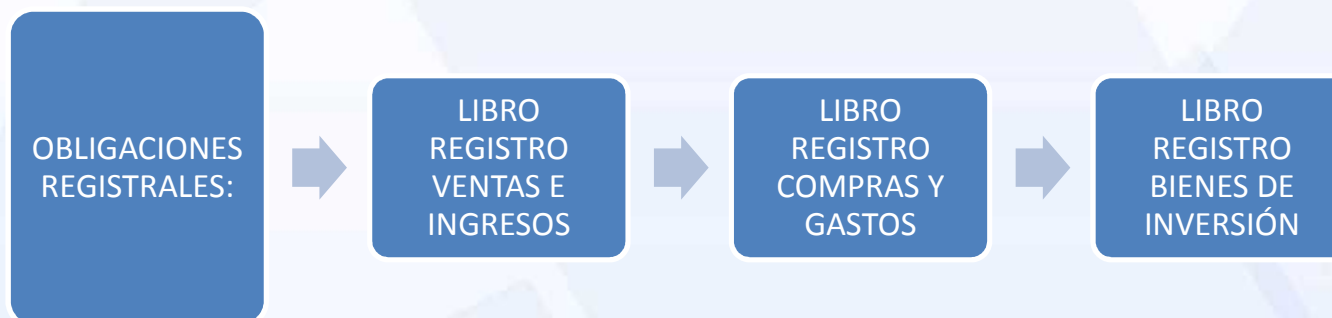 OBLIGACIONES
REGISTRALES:
LIBRO
REGISTRO
VENTAS E
INGRESOS
LIBRO
REGISTRO
COMPRAS Y
GASTOS
LIBRO
REGISTRO
BIENES DE
INVERSIÓN